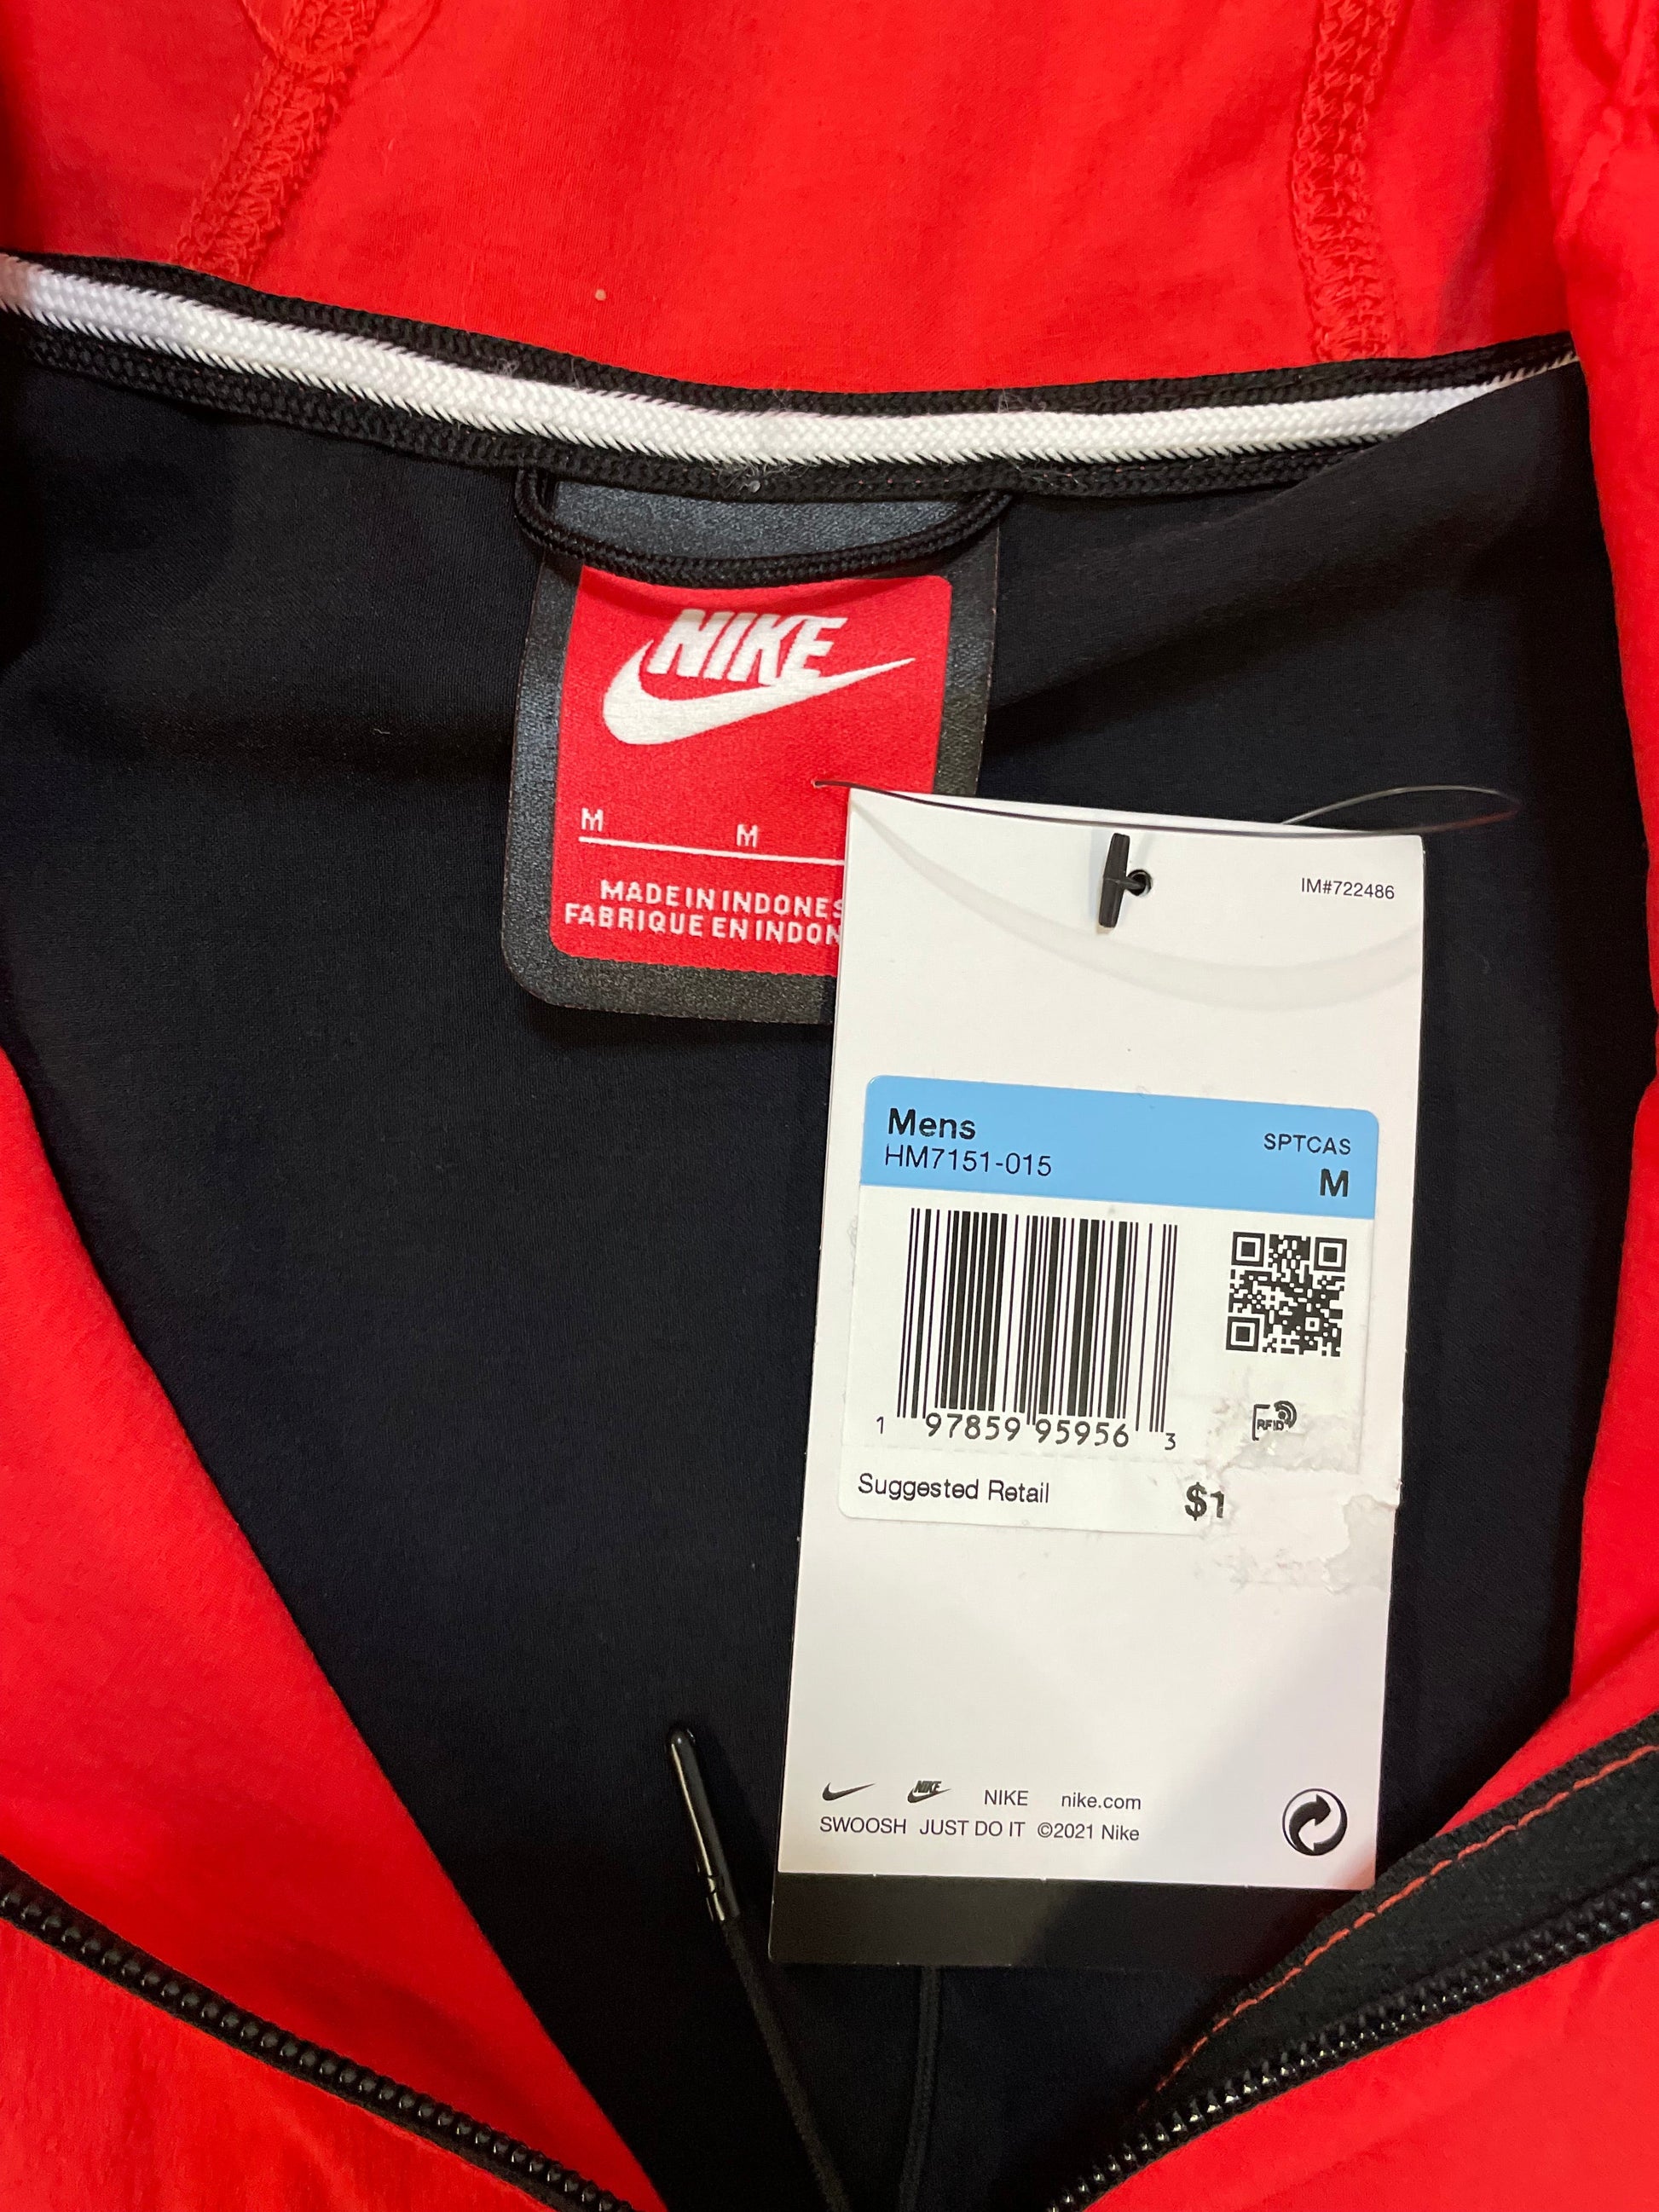 NIKE
M M
MADE IN INDONES
FABRIQUE EN INDON
IM#722486
Mens
SPTCAS
HM7151-015
M
1 97859 95956 3
RFID
Suggested Retail $1
NIKE NIKE nike.com
SWOOSH JUST DO IT ©2021 Nike